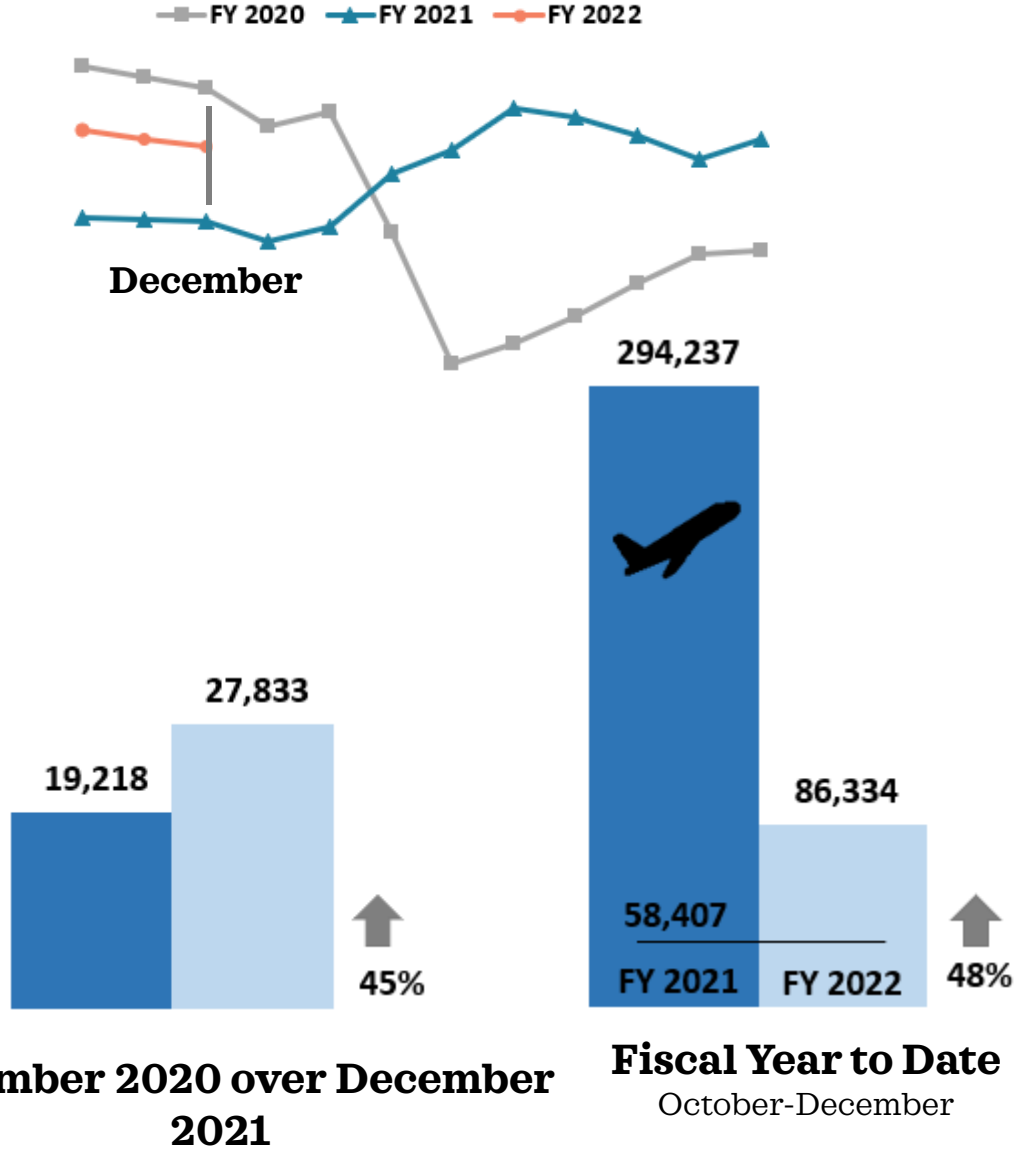 FY 2020 FY 2021 FY 2022
December
294,237
27,833
19,218
86,334
58,407
45%
FY 2021 FY 2022
48%
mber 2020 over December
2021
Fiscal Year to Date
October-December